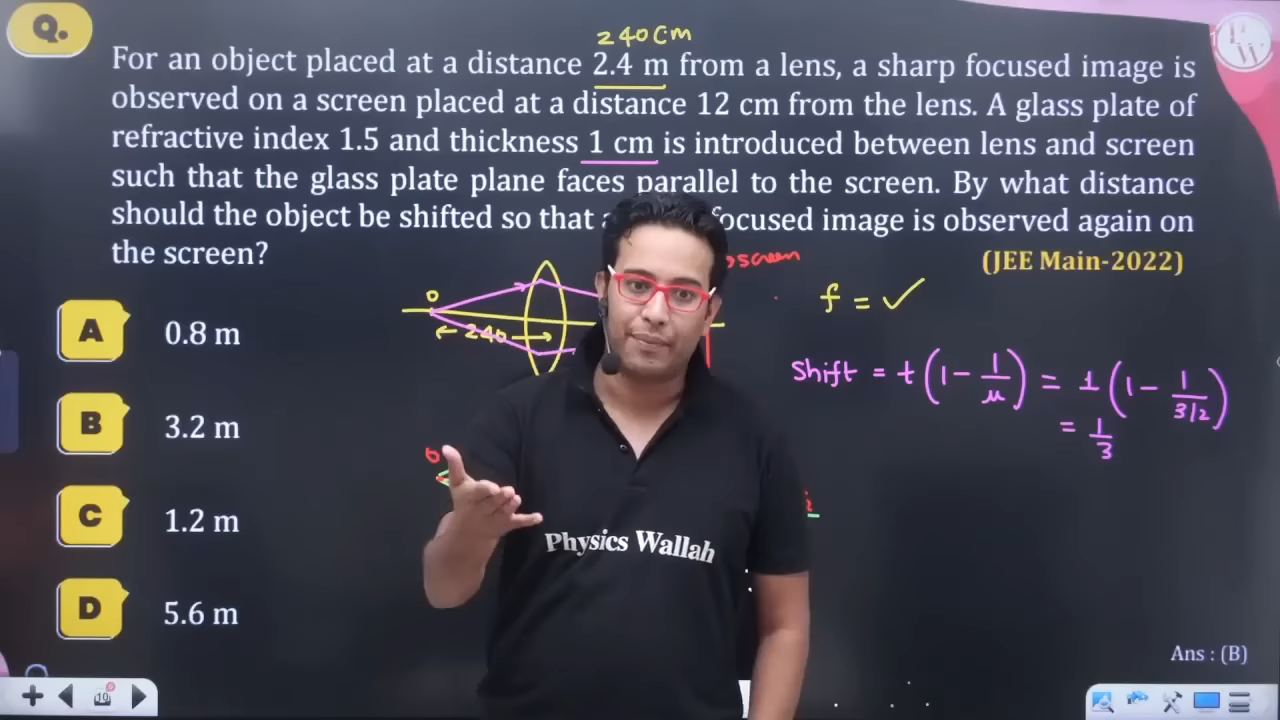 Q.
240cm
For an object placed at a distance 2.4 m from a lens, a sharp focused image is
observed on a screen placed at a distance 12 cm from the lens. A glass plate of
refractive index 1.5 and thickness 1 cm is introduced between lens and screen
such that the glass plate plane faces parallel to the screen. By what distance
should the object be shifted so that a focused image is observed again on
the screen?
(JEE Main-2022)
screen
O
240
f = ✓
Shift = t(1 - 1/μ) = 1(1 - 1/3/2)
= 1/3
A 0.8 m
B 3.2 m
C 1.2 m
D 5.6 m
O
Physics Wallah
Ans : (B)
PW
19